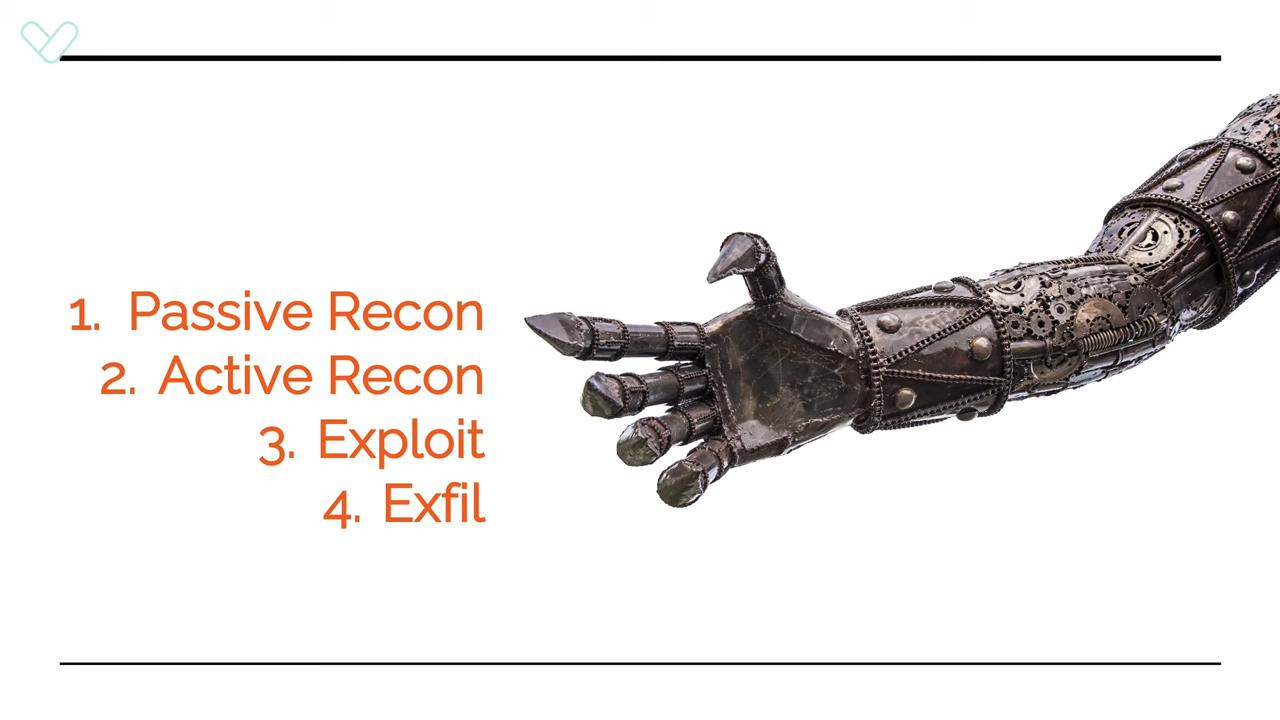 1. Passive Recon
2. Active Recon
3. Exploit
4. Exfil